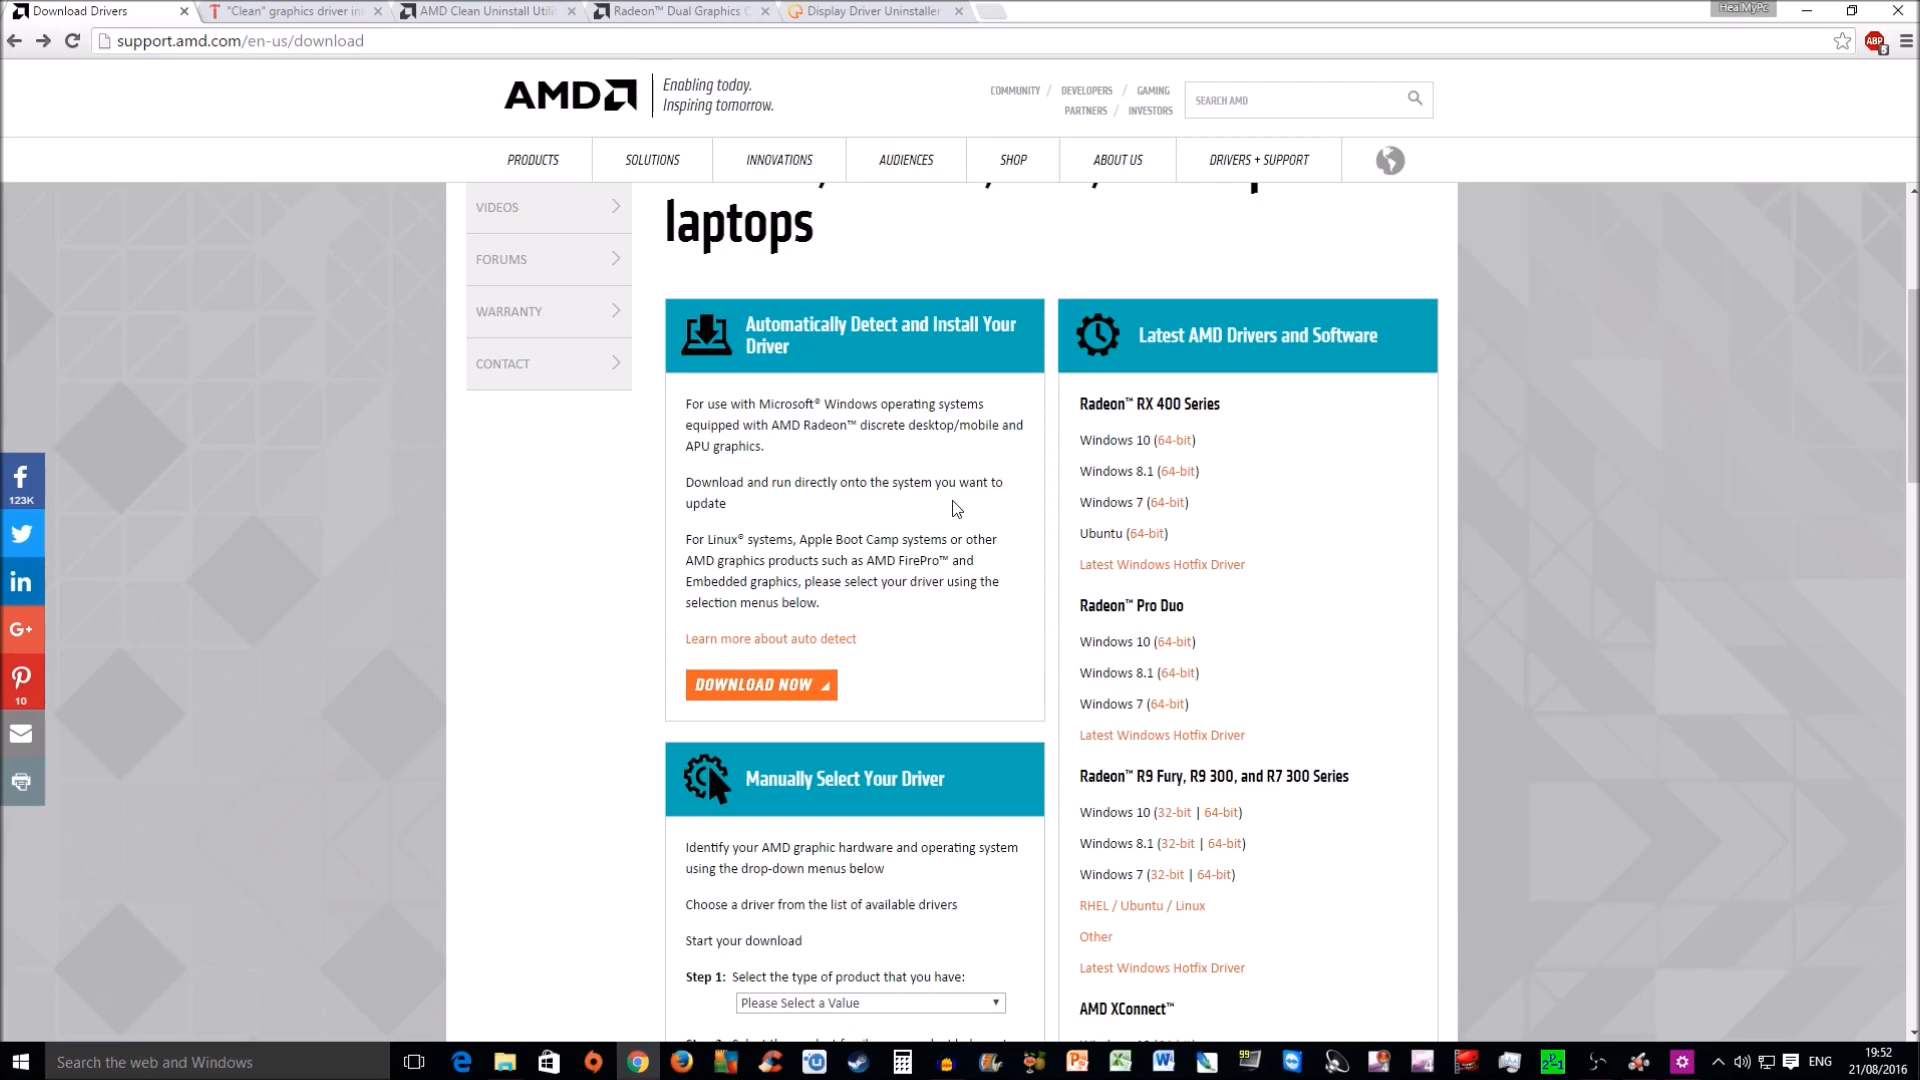 Download Drivers
"Clean" graphics driver in
AMD Clean Uninstall Utili
Radeon™ Dual Graphics C
Display Driver Uninstaller
HealMyPc
support.amd.com/en-us/download
ABP
5
AMD
Enabling today.
Inspiring tomorrow.
COMMUNITY / DEVELOPERS / GAMING
PARTNERS / INVESTORS
SEARCH AMD
PRODUCTS
SOLUTIONS
INNOVATIONS
AUDIENCES
SHOP
ABOUT US
DRIVERS + SUPPORT
VIDEOS
FORUMS
WARRANTY
CONTACT
laptops
Automatically Detect and Install Your
Driver
For use with Microsoft® Windows operating systems
equipped with AMD Radeon™ discrete desktop/mobile and
APU graphics.
Download and run directly onto the system you want to
update
For Linux® systems, Apple Boot Camp systems or other
AMD graphics products such as AMD FirePro™ and
Embedded graphics, please select your driver using the
selection menus below.
Learn more about auto detect
DOWNLOAD NOW
Manually Select Your Driver
Identify your AMD graphic hardware and operating system
using the drop-down menus below
Choose a driver from the list of available drivers
Start your download
Step 1: Select the type of product that you have:
Please Select a Value
Latest AMD Drivers and Software
Radeon™ RX 400 Series
Windows 10 (64-bit)
Windows 8.1 (64-bit)
Windows 7 (64-bit)
Ubuntu (64-bit)
Latest Windows Hotfix Driver
Radeon™ Pro Duo
Windows 10 (64-bit)
Windows 8.1 (64-bit)
Windows 7 (64-bit)
Latest Windows Hotfix Driver
Radeon™ R9 Fury, R9 300, and R7 300 Series
Windows 10 (32-bit | 64-bit)
Windows 8.1 (32-bit | 64-bit)
Windows 7 (32-bit | 64-bit)
RHEL / Ubuntu / Linux
Other
Latest Windows Hotfix Driver
AMD XConnect™
123K
G+
10
Search the web and Windows
99
ENG
19:52
21/08/2016